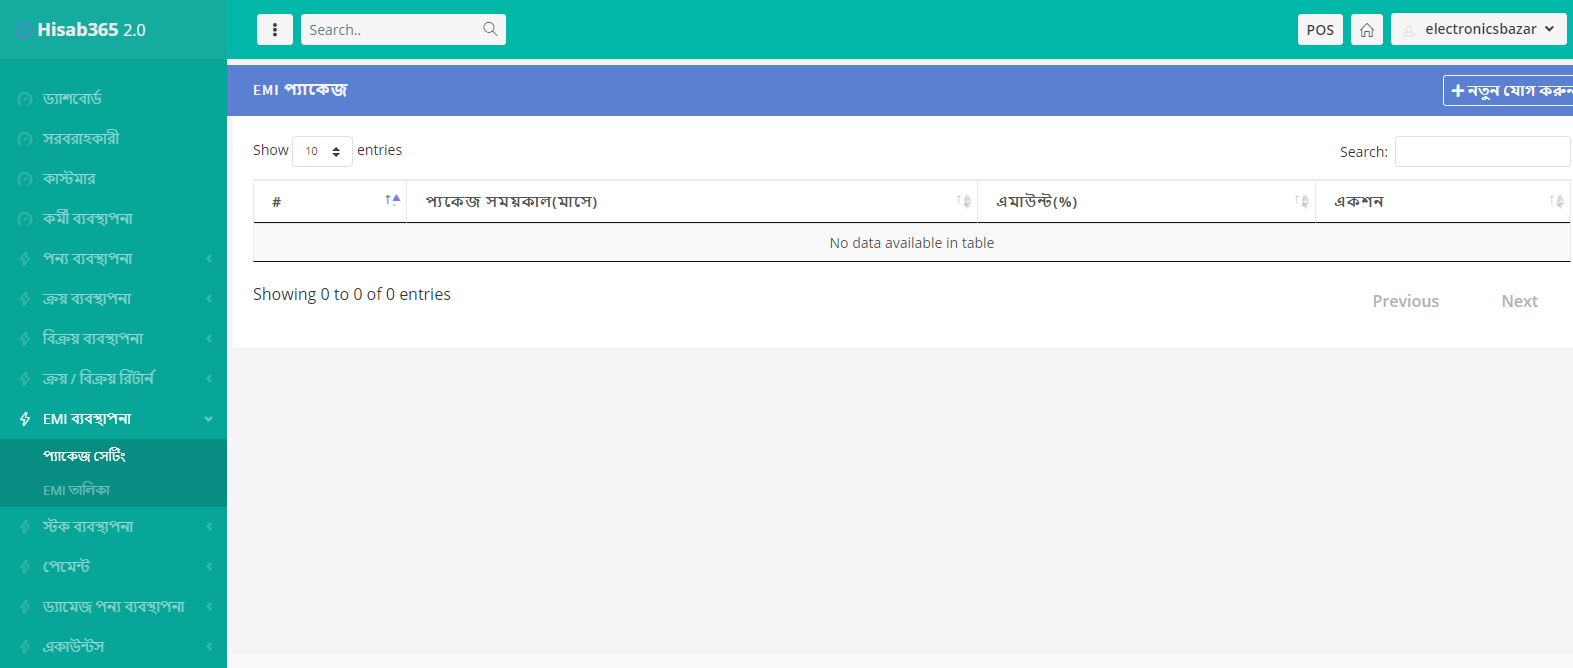 Hisab365 2.0
Search..
POS
electronicsbazar
ড্যাশবোর্ড
সরবরাহকারী
কাস্টমার
কর্মী ব্যবস্থাপনা
পন্য ব্যবস্থাপনা
ক্রয় ব্যবস্থাপনা
বিক্রয় ব্যবস্থাপনা
ক্রয় / বিক্রয় রিটার্ন
EMI ব্যবস্থাপনা
প্যাকেজ সেটিং
EMI তালিকা
স্টক ব্যবস্থাপনা
পেমেন্ট
ড্যামেজ পন্য ব্যবস্থাপনা
একাউন্টস
EMI প্যাকেজ
নতুন যোগ করুন
Show 10 entries
Search:
# প্যকেজ সময়কাল(মাসে) এমাউন্ট(%) একশন
No data available in table
Showing 0 to 0 of 0 entries
Previous Next